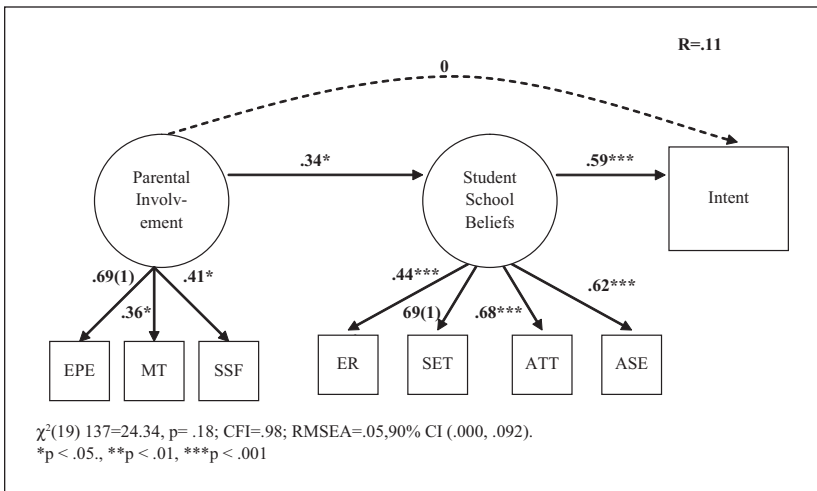 R=.11
0
.34*
.59***
Parental
Involv-
ement
Student
School
Beliefs
Intent
.69(1)
.41*
.36*
.44***
69(1)
.68***
.62***
EPE
MT
SSF
ER
SET
ATT
ASE
χ²(19) 137=24.34, p= .18; CFI=.98; RMSEA=.05,90% CI (.000, .092).
*p < .05., **p < .01, ***p < .001